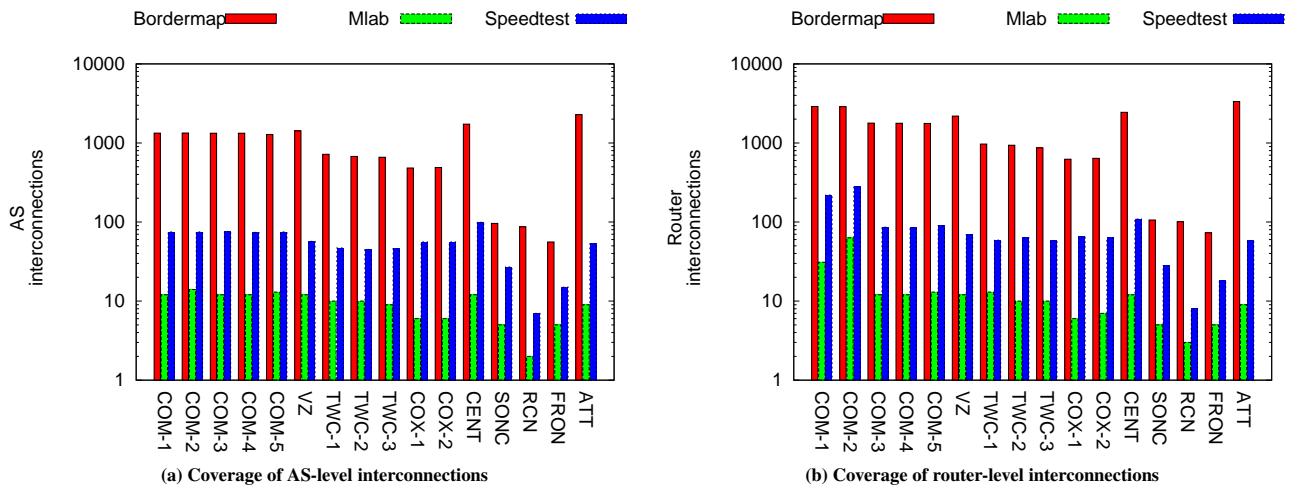 Bordermap Mlab Speedtest
10000
1000
100
10
1
AS
interconnections
COM-1 COM-2 COM-3 COM-4 COM-5 VZ TWC-1 TWC-2 TWC-3 COX-1 COX-2 CENT SONC RCN FRON ATT
(a) Coverage of AS-level interconnections
Bordermap Mlab Speedtest
10000
1000
100
10
1
Router
interconnections
COM-1 COM-2 COM-3 COM-4 COM-5 VZ TWC-1 TWC-2 TWC-3 COX-1 COX-2 CENT SONC RCN FRON ATT
(b) Coverage of router-level interconnections